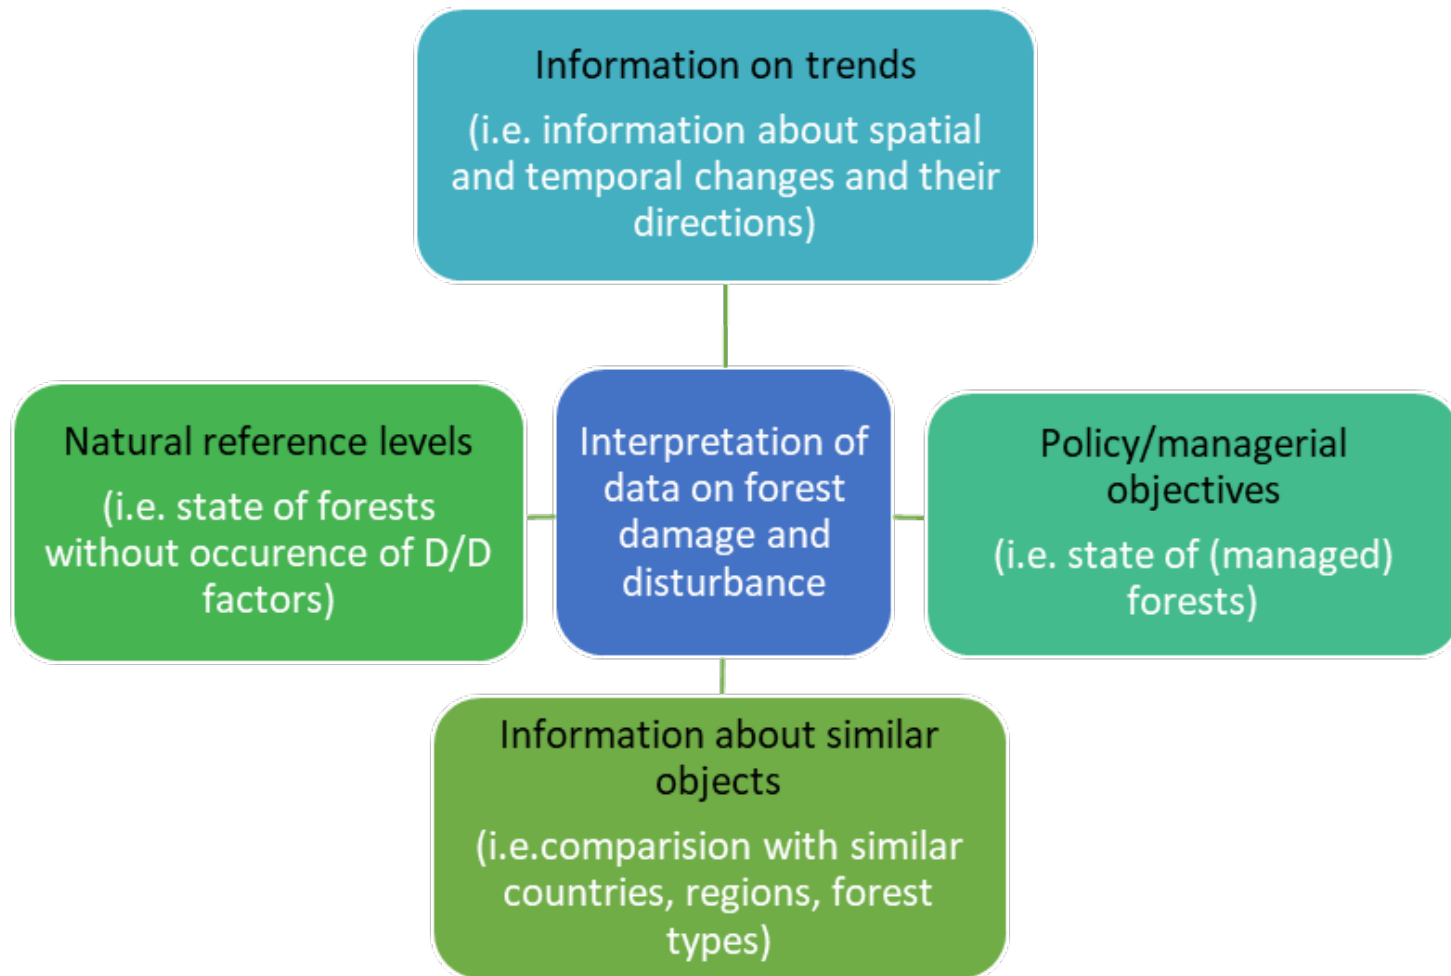 Information on trends
(i.e. information about spatial
and temporal changes and their
directions)
Natural reference levels
(i.e. state of forests
without occurence of D/D
factors)
Interpretation of
data on forest
damage and
disturbance
Policy/managerial
objectives
(i.e. state of (managed)
forests)
Information about similar
objects
(i.e.comparision with similar
countries, regions, forest
types)